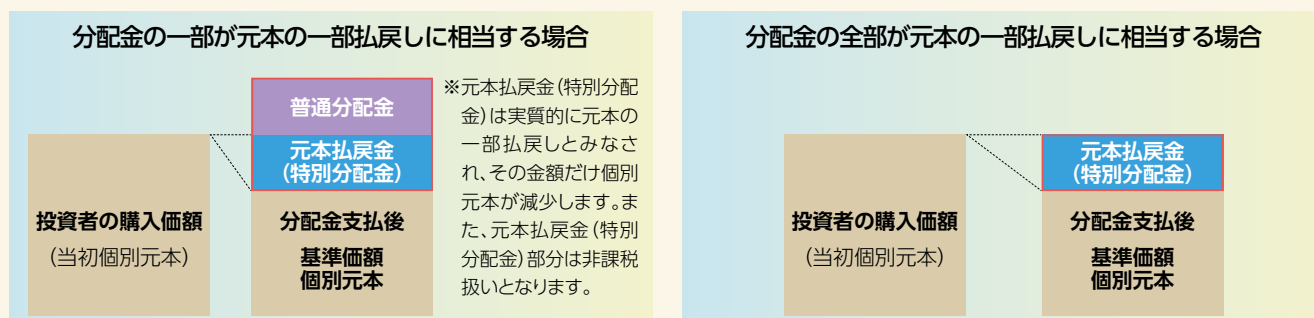 分配金の一部が元本の一部払戻しに相当する場合
普通分配金
元本払戻金
(特別分配金)
投資者の購入価額
(当初個別元本)
分配金支払後
基準価額
個別元本
※元本払戻金(特別分配
金)は実質的に元本の
一部払戻しとみなさ
れ、その金額だけ個別
元本が減少します。ま
た、元本払戻金(特別
分配金)部分は非課税
扱いとなります。
分配金の全部が元本の一部払戻しに相当する場合
元本払戻金
(特別分配金)
投資者の購入価額
(当初個別元本)
分配金支払後
基準価額
個別元本